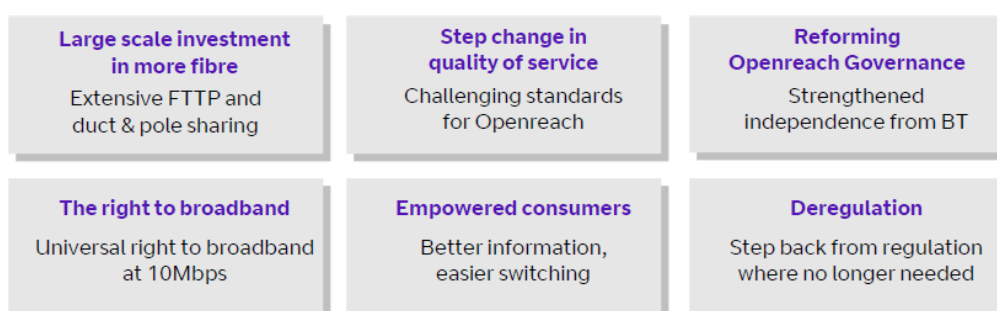 Large scale investment
in more fibre
Extensive FTTP and
duct & pole sharing
Step change in
quality of service
Challenging standards
for Openreach
Reforming
Openreach Governance
Strengthened
independence from BT
The right to broadband
Universal right to broadband
at 10Mbps
Empowered consumers
Better information,
easier switching
Deregulation
Step back from regulation
where no longer needed